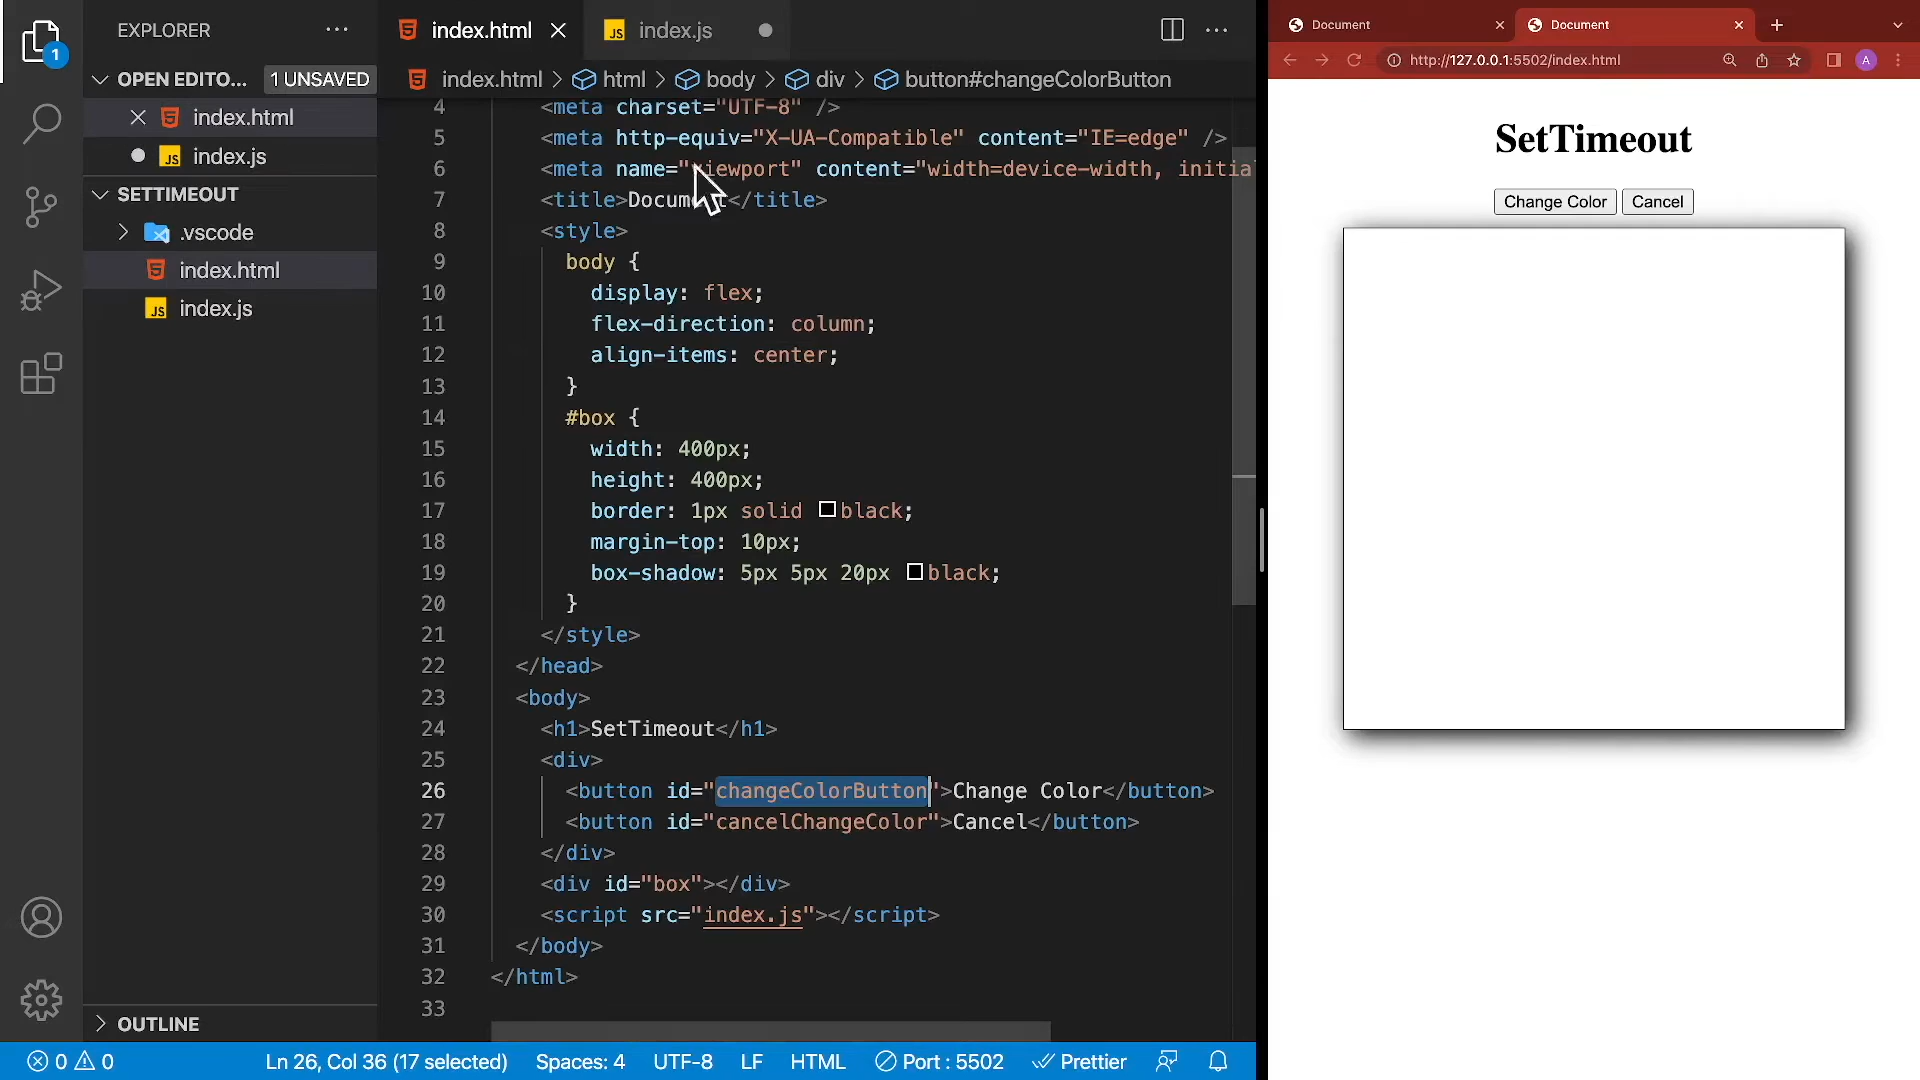 EXPLORER
index.html
JS index.js
OPEN EDITO... 1 UNSAVED
index.html
JS index.js
SETTIMEOUT
.vscode
index.html
JS index.js
OUTLINE
1
index.html > html > body > div > button#changeColorButton
4 <meta charset="UTF-8" />
5 <meta http-equiv="X-UA-Compatible" content="IE=edge" />
6 <meta name="viewport" content="width=device-width, initia
7 <title>Document</title>
8 <style>
9 body {
10 display: flex;
11 flex-direction: column;
12 align-items: center;
13 }
14 #box {
15 width: 400px;
16 height: 400px;
17 border: 1px solid black;
18 margin-top: 10px;
19 box-shadow: 5px 5px 20px black;
20 }
21 </style>
22 </head>
23 <body>
24 <h1>SetTimeout</h1>
25 <div>
26 <button id="changeColorButton">Change Color</button>
27 <button id="cancelChangeColor">Cancel</button>
28 </div>
29 <div id="box"></div>
30 <script src="index.js"></script>
31 </body>
32 </html>
33
0 0 Ln 26, Col 36 (17 selected) Spaces: 4 UTF-8 LF HTML Port : 5502 Prettier
Document
Document
http://127.0.0.1:5502/index.html
A
SetTimeout
Change Color
Cancel